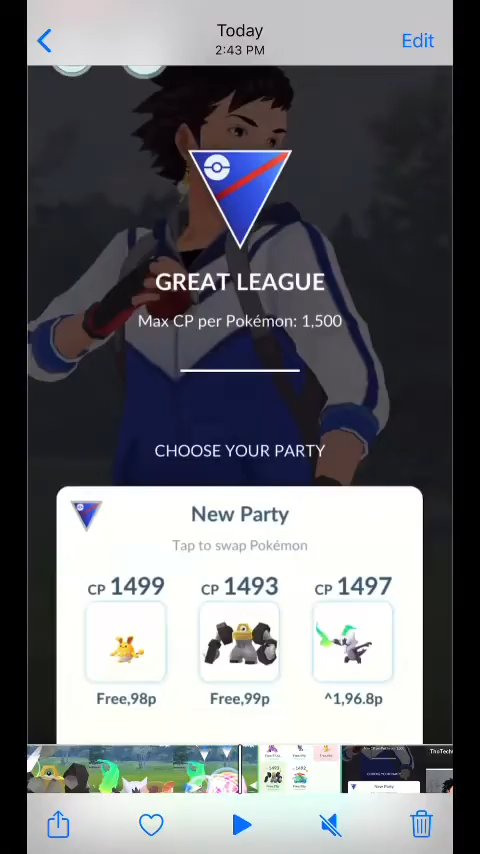 Today
2:43 PM
Edit
GREAT LEAGUE
Max CP per Pokémon: 1,500
CHOOSE YOUR PARTY
New Party
Tap to swap Pokémon
CP 1499
CP 1493
CP 1497
Free,98p
Free,99p
^1,96.8p